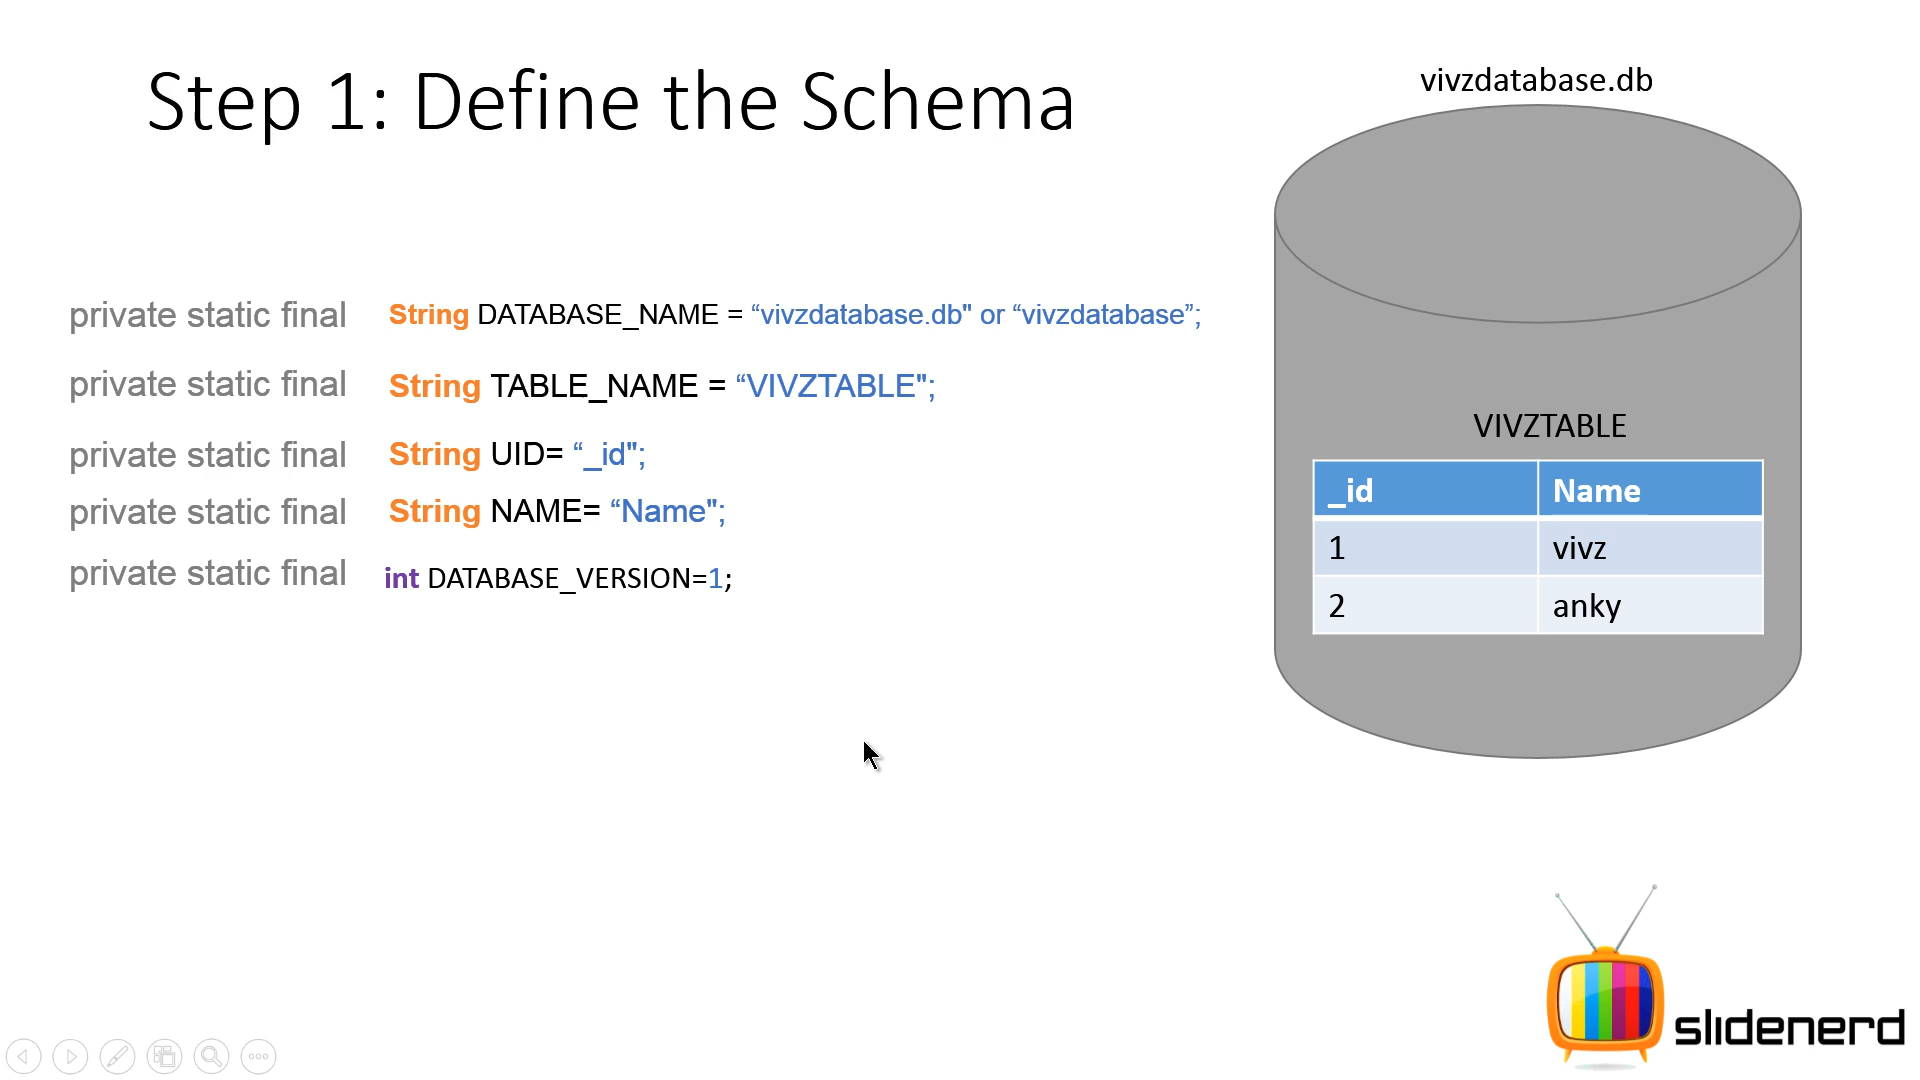 Step 1: Define the Schema
vivzdatabase.db
private static final String DATABASE_NAME = “vivzdatabase.db" or “vivzdatabase”;
private static final String TABLE_NAME = “VIVZTABLE";
private static final String UID= “_id";
private static final String NAME= “Name";
private static final int DATABASE_VERSION=1;
VIVZTABLE
_id Name
1 vivz
2 anky
slidenerd